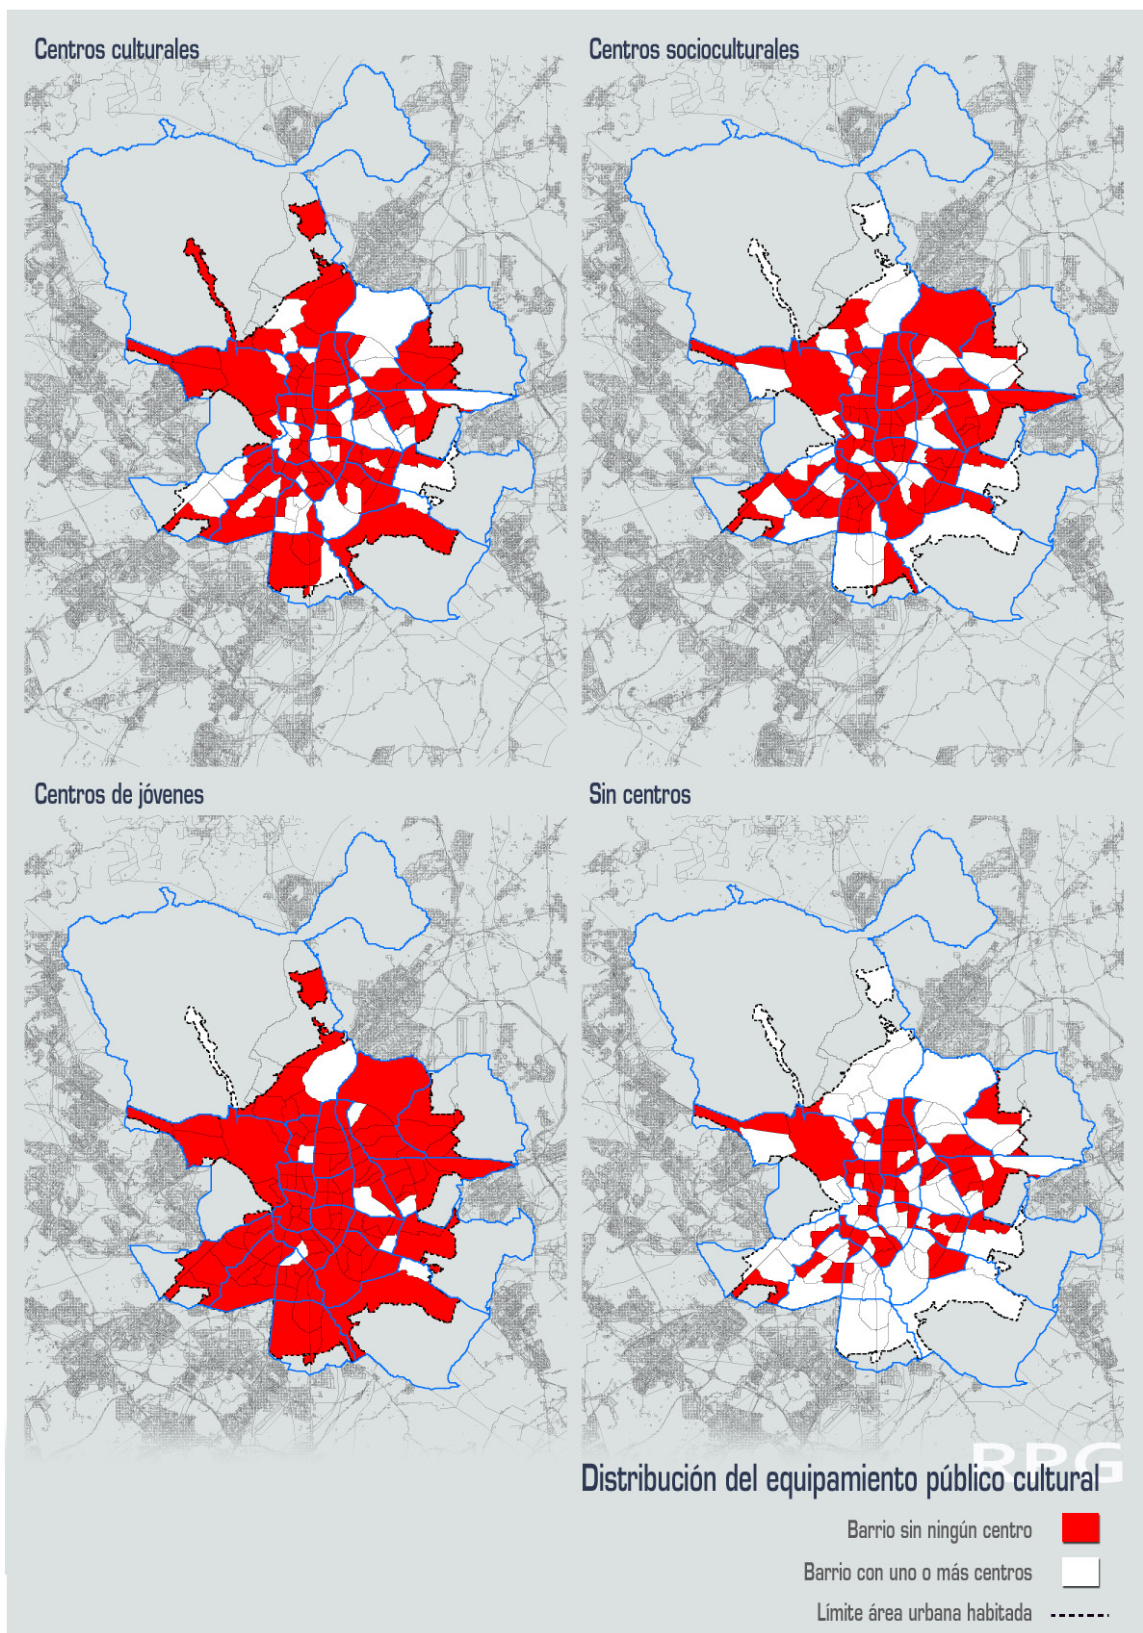 Centros culturales
Centros socioculturales
Centros de jóvenes
Sin centros
RPG
Distribución del equipamiento público cultural
Barrio sin ningún centro
Barrio con uno o más centros
Límite área urbana habitada